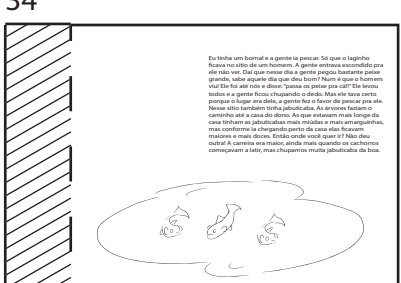 34
Eu tinha um bornal e a gente ia pescar. Só que o laginho
ficava no sítio de um homem. A gente entrava escondido pra
ele não ver. Daí que nesse dia a gente pegou bastante peixe
grande, sabe aquele dia que deu bom? Num é que o homem
viu! Ele foi até nós e disse:“passa os peixe pra cá!!” Ele levou
todos e a gente ficou chupando o dedo. Mas ele tava certo
porque o lugar era dele, a gente fez o favor de pescar pra ele.
Nesse sítio também tinha jabuticaba. As árvores faziam o
caminho até a casa do dono. As que estavam mais longe da
casa tinham as jabuticabas mais miúdas e mais amarguinhas,
mas conforme ia chegando perto da casa elas ficavam
maiores e mais doces. Então onde você quer ir? Não deu
outra! A carreira era maior, ainda mais quando os cachorros
começavam a latir, mas chupamos muita jabuticaba da boa.